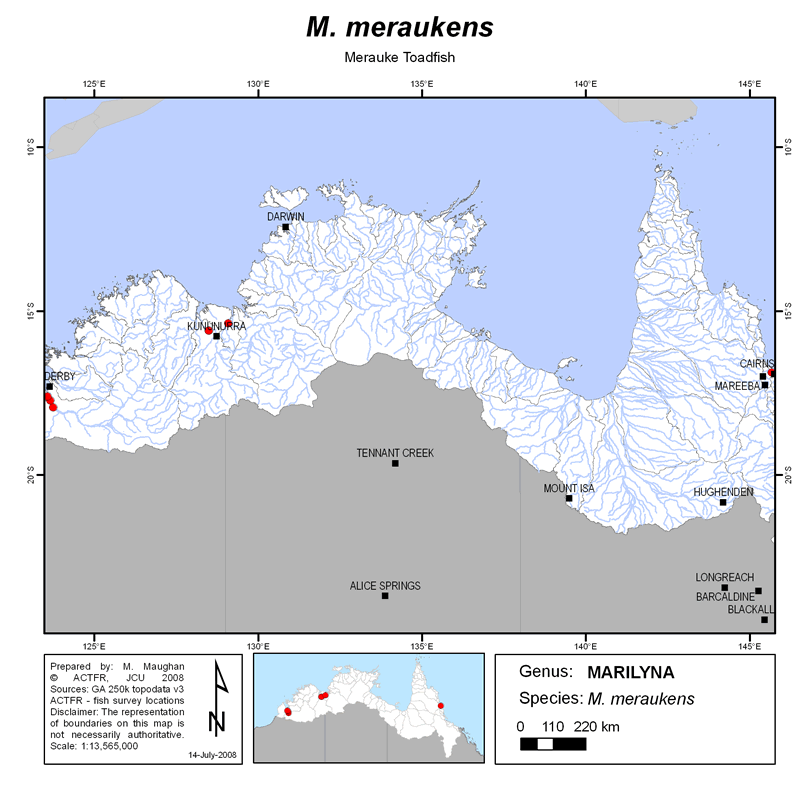 M. meraukens
Merauke Toadfish
125°E 130°E 135°E 140°E 145°E
10°S 10°S
DARWIN
15°S 15°S
KUNUNURRA
CAIRNS
DERBY
MAREEBA
TENNANT CREEK
20°S 20°S
MOUNT ISA
HUGHENDEN
LONGREACH
ALICE SPRINGS
BARCALDINE
BLACKALL
125°E 130°E 135°E 140°E 145°E
Prepared by: M. Maughan
© ACTFR, JCU 2008
Sources: GA 250k topodata v3
ACTFR - fish survey locations
Disclaimer: The representation
of boundaries on this map is
not necessarily authoritative.
Scale: 1:13,565,000
N
14-July-2008
Genus: MARILYNA
Species: M. meraukens
0 110 220 km